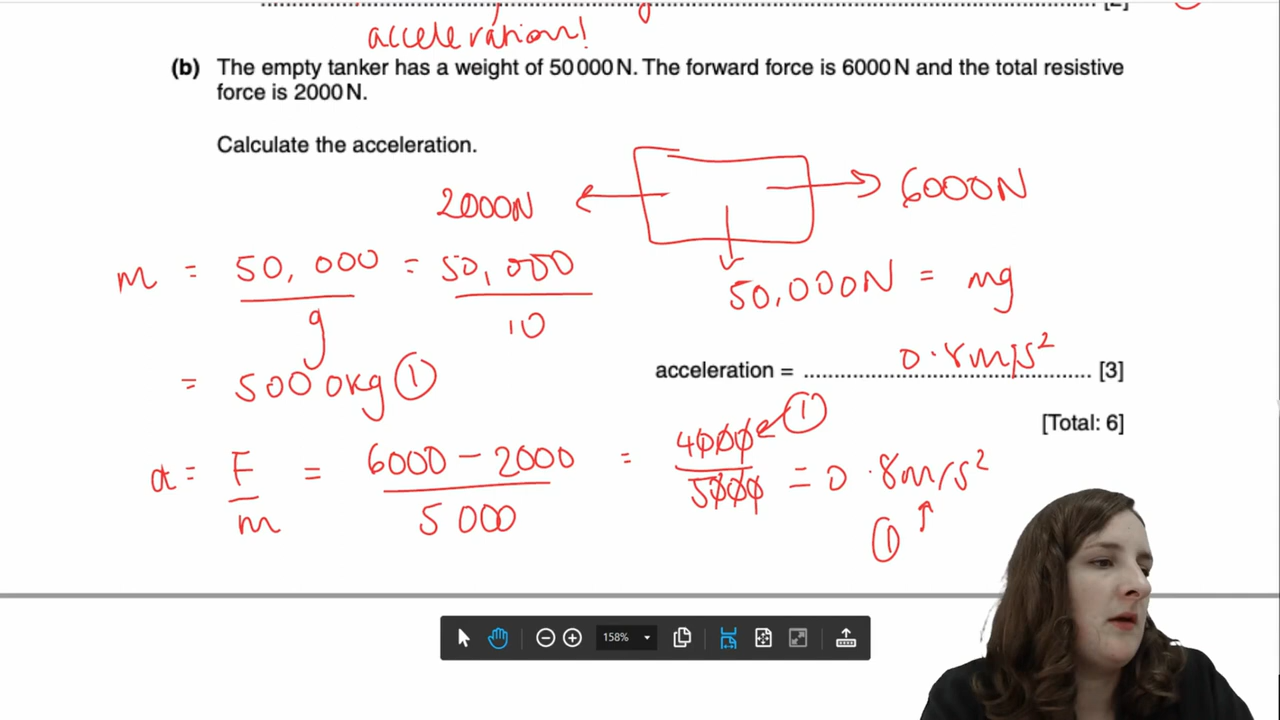 acceleration!
(b) The empty tanker has a weight of 50 000 N. The forward force is 6000 N and the total resistive
force is 2000 N.
Calculate the acceleration.
2000N
6000N
50,000N = mg
m = 50,000 / g = 50,000 / 10
= 5000kg ①
acceleration = 0.8m/s² [3]
[Total: 6]
a = F / m = 6000 - 2000 / 5000 = 4000 / 5000 = 0.8m/s²
①
①
158%